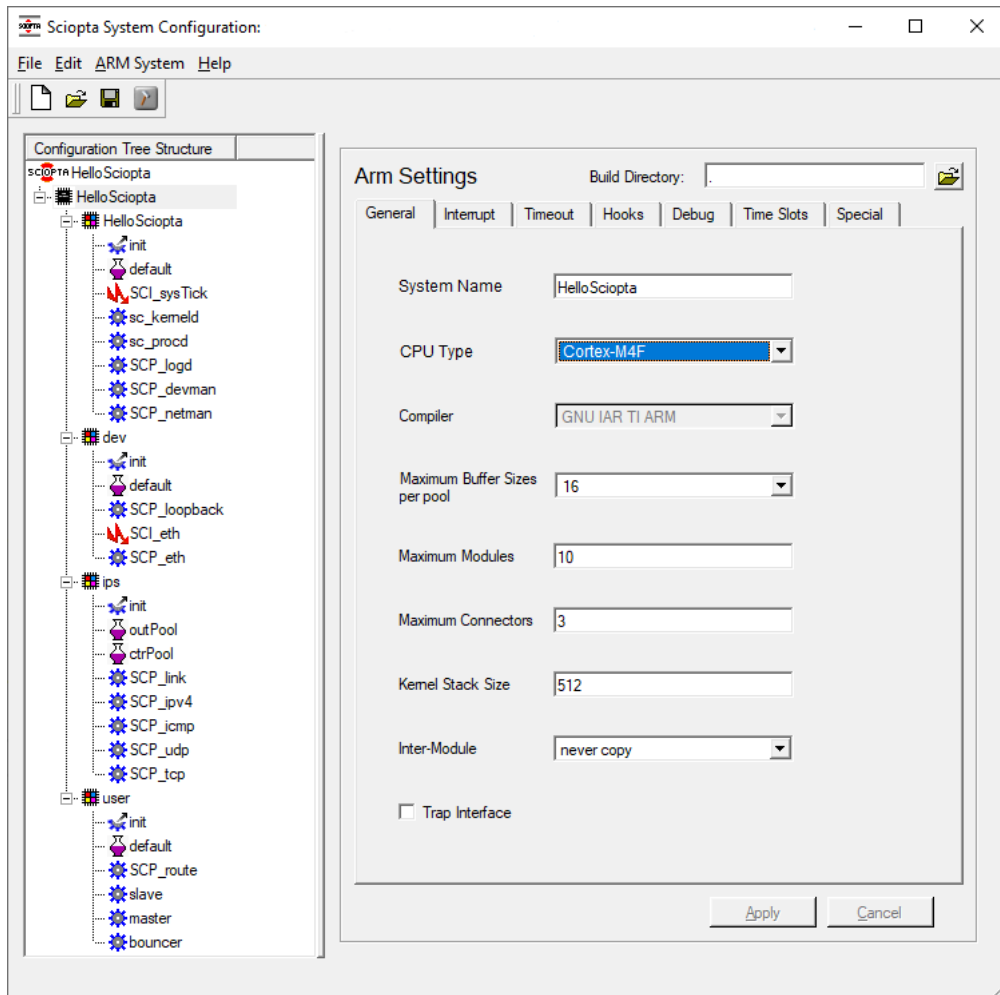 Sciopta System Configuration:
File Edit ARM System Help
Configuration Tree Structure
SCIOPTA HelloSciopta
HelloSciopta
HelloSciopta
init
default
SCI_sysTick
sc_kerneld
sc_procd
SCP_logd
SCP_devman
SCP_netman
dev
init
default
SCP_loopback
SCI_eth
SCP_eth
ips
init
outPool
ctrPool
SCP_link
SCP_ipv4
SCP_icmp
SCP_udp
SCP_tcp
user
init
default
SCP_route
slave
master
bouncer
Arm Settings
Build Directory: .
General Interrupt Timeout Hooks Debug Time Slots Special
System Name HelloSciopta
CPU Type Cortex-M4F
Compiler GNU IAR TI ARM
Maximum Buffer Sizes
per pool 16
Maximum Modules 10
Maximum Connectors 3
Kernel Stack Size 512
Inter-Module never copy
Trap Interface
Apply Cancel